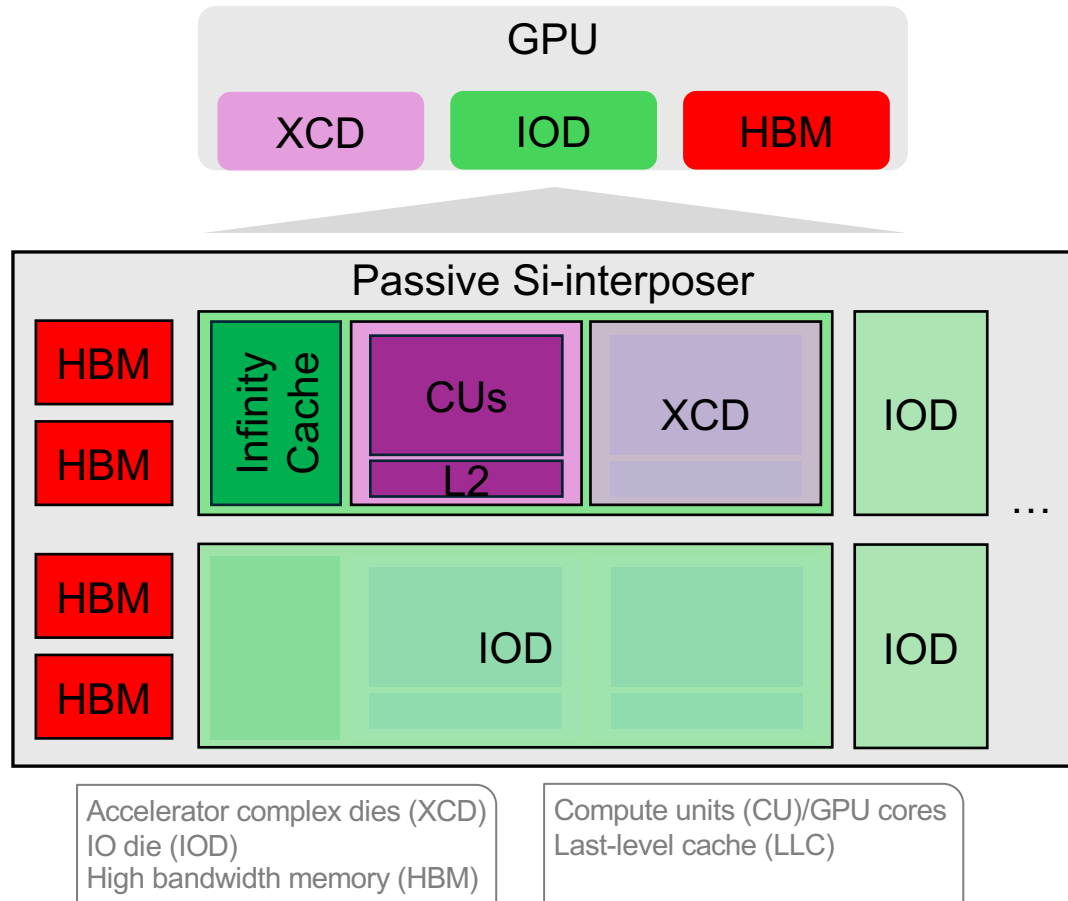 GPU
XCD
IOD
HBM
Passive Si-interposer
HBM
HBM
Infinity
Cache
CUs
L2
XCD
IOD
...
HBM
HBM
IOD
IOD
Accelerator complex dies (XCD)
IO die (IOD)
High bandwidth memory (HBM)
Compute units (CU)/GPU cores
Last-level cache (LLC)